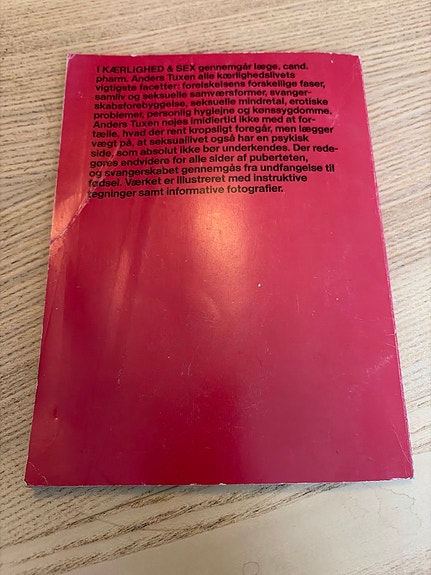 I KÆRLIGHED & SEX gennemgår læge, cand.
pharm. Anders Tuxen alle kærlighedslivets
vigtigste facetter: forelskelsens forskellige faser,
samliv og seksuelle samværsformer, svanger-
skabsforebyggelse, seksuelle mindretal, erotiske
problemer, personlig hygiejne og kønssygdomme.
Anders Tuxen nøjes imidlertid ikke med at for-
tælle, hvad der rent kropsligt foregår, men lægger
vægt på, at seksuallivet også har en psykisk
side, som absolut ikke bør underkendes. Der rede-
gøres endvidere for alle sider af puberteten,
og svangerskabet gennemgås fra undfangelse til
fødsel. Værket er illustreret med instruktive
tegninger samt informative fotografier.